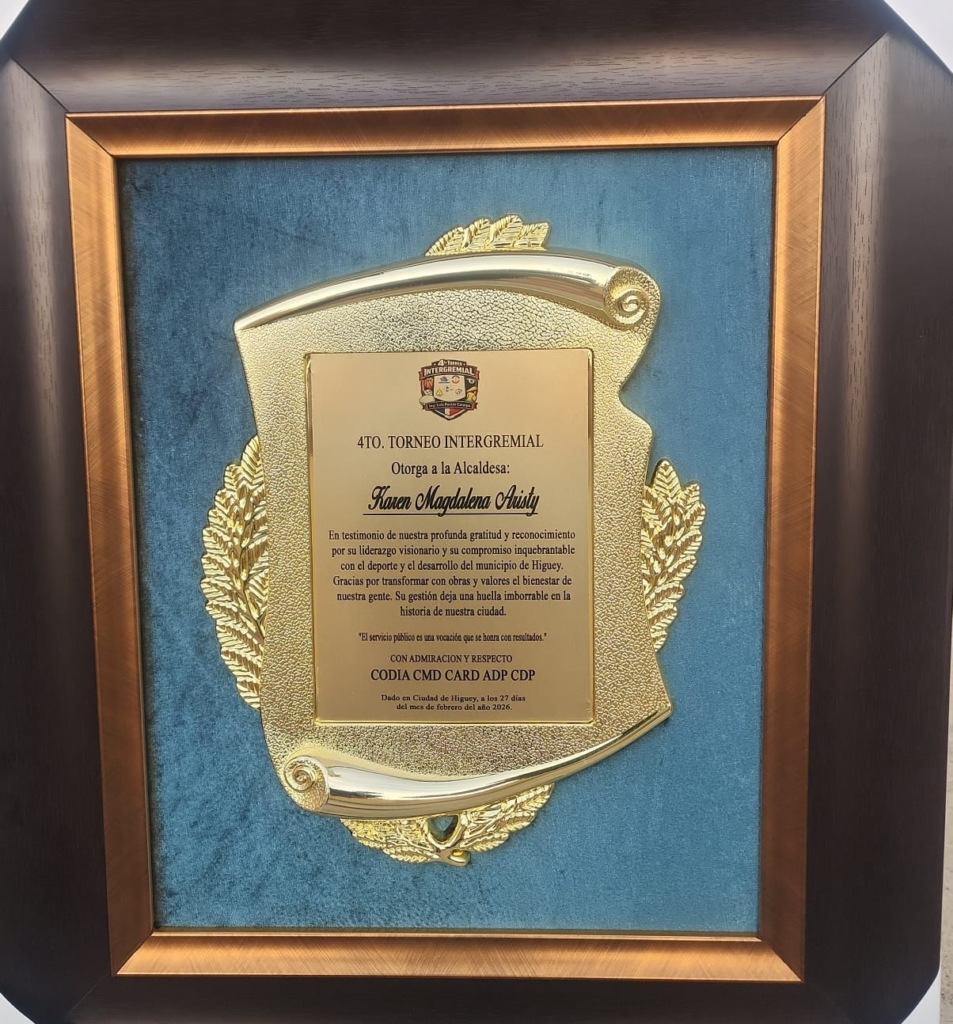 4to TORNEO
INTERGREMIAL
4TO. TORNEO INTERGREMIAL
Otorga a la Alcaldesa:
Karen Magdalena Aristy
En testimonio de nuestra profunda gratitud y reconocimiento
por su liderazgo visionario y su compromiso inquebrantable
con el deporte y el desarrollo del municipio de Higuey.
Gracias por transformar con obras y valores el bienestar de
nuestra gente. Su gestión deja una huella imborrable en la
historia de nuestra ciudad.
"El servicio público es una vocación que se honra con resultados."
CON ADMIRACION Y RESPECTO
CODIA CMD CARD ADP CDP
Dado en Ciudad de Higuey, a los 27 días
del mes de febrero del año 2026.